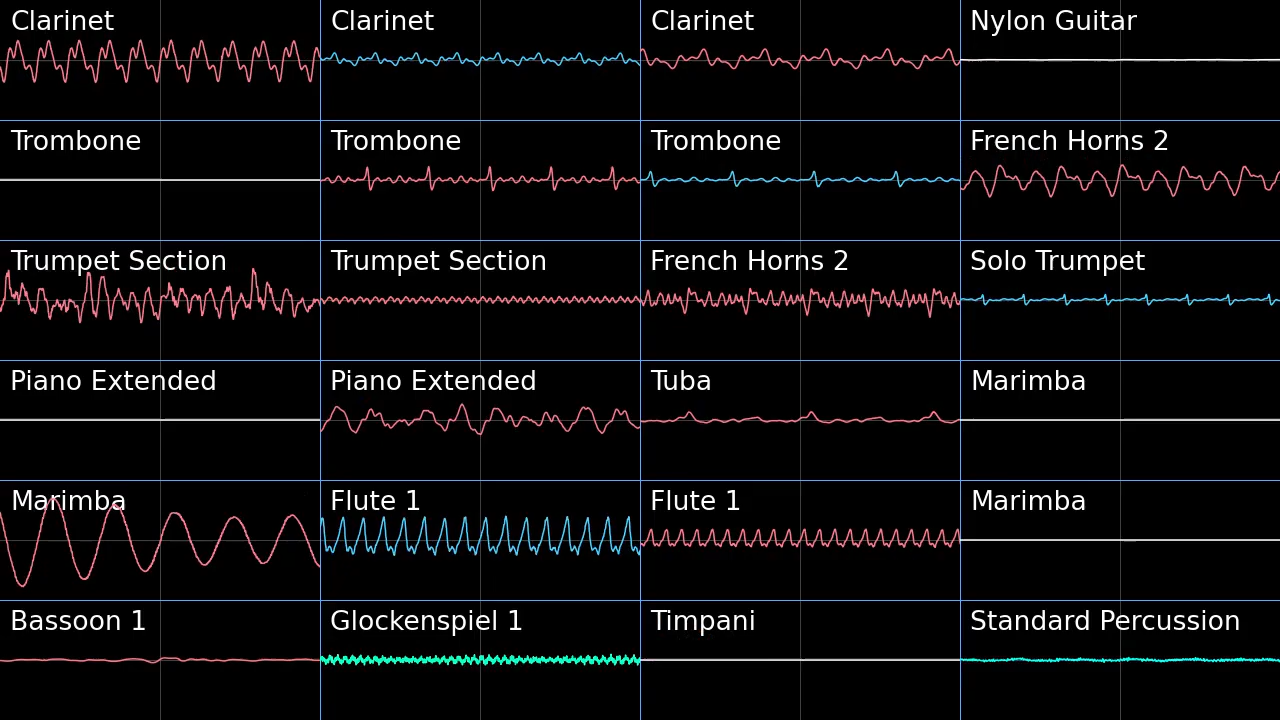 Clarinet
Clarinet
Clarinet
Nylon Guitar
Trombone
Trombone
Trombone
French Horns 2
Trumpet Section
Trumpet Section
French Horns 2
Solo Trumpet
Piano Extended
Piano Extended
Tuba
Marimba
Marimba
Flute 1
Flute 1
Marimba
Bassoon 1
Glockenspiel 1
Timpani
Standard Percussion